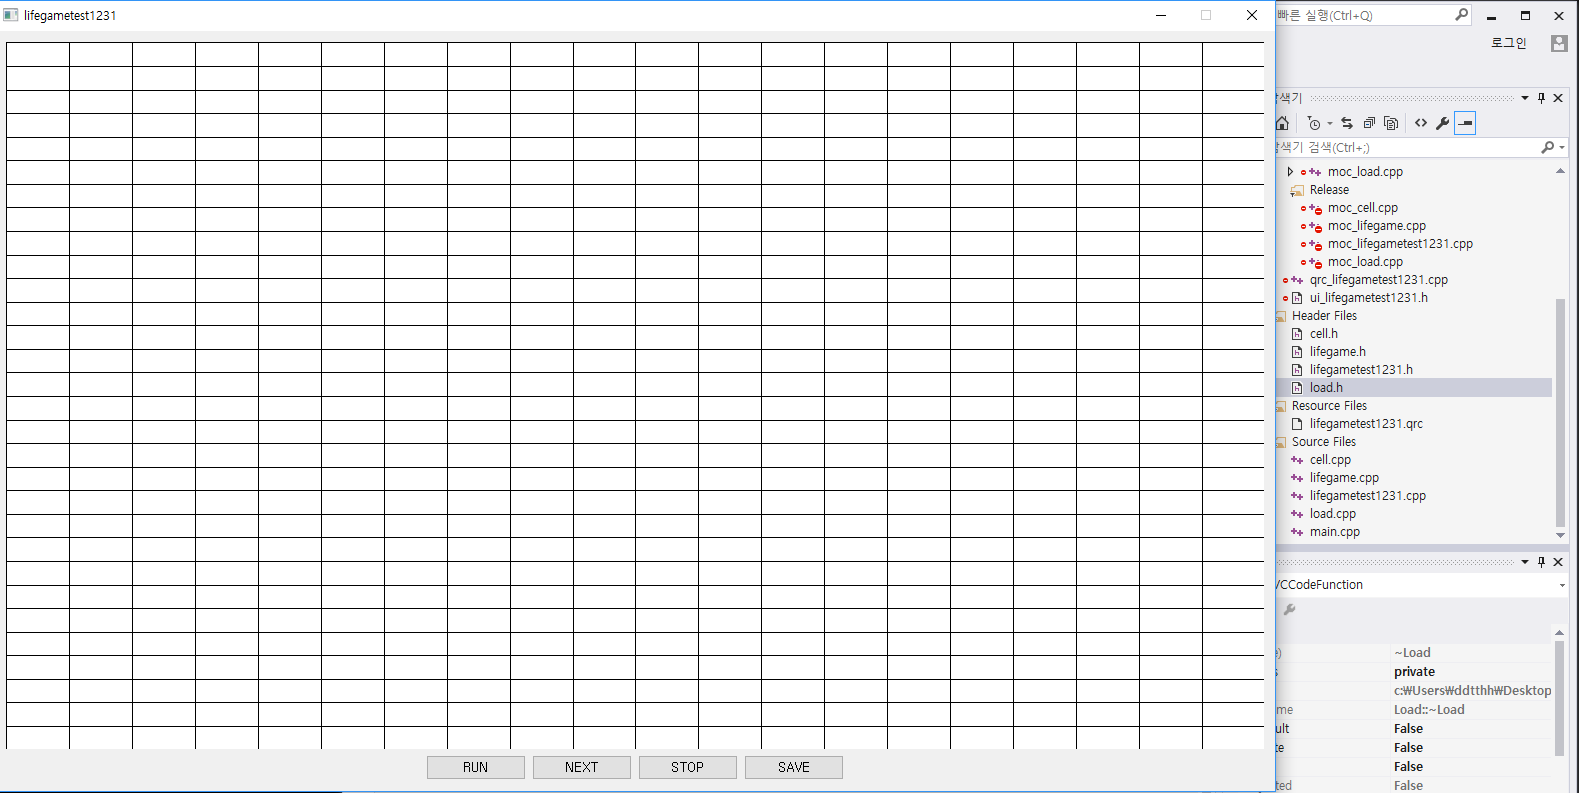 lifegametest1231
빠른 실행(Ctrl+Q)
로그인
색기
색기 검색(Ctrl+;)
moc_load.cpp
Release
moc_cell.cpp
moc_lifegame.cpp
moc_lifegametest1231.cpp
moc_load.cpp
qrc_lifegametest1231.cpp
ui_lifegametest1231.h
Header Files
cell.h
lifegame.h
lifegametest1231.h
load.h
Resource Files
lifegametest1231.qrc
Source Files
cell.cpp
lifegame.cpp
lifegametest1231.cpp
load.cpp
main.cpp
/CCodeFunction
e) ~Load
s private
c:₩Users₩ddtthh₩Desktop
me Load::~Load
ult False
te False
False
ted False
RUN NEXT STOP SAVE